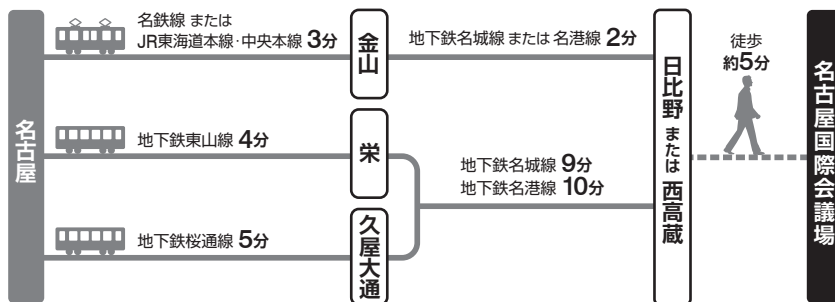 名古屋
名鉄線 または
JR東海道本線・中央本線 3分
金山
地下鉄名城線 または 名港線 2分
地下鉄東山線 4分
栄
地下鉄桜通線 5分
久屋大通
地下鉄名城線 9分
地下鉄名港線 10分
日比野 または 西高蔵
徒歩
約5分
名古屋国際会議場